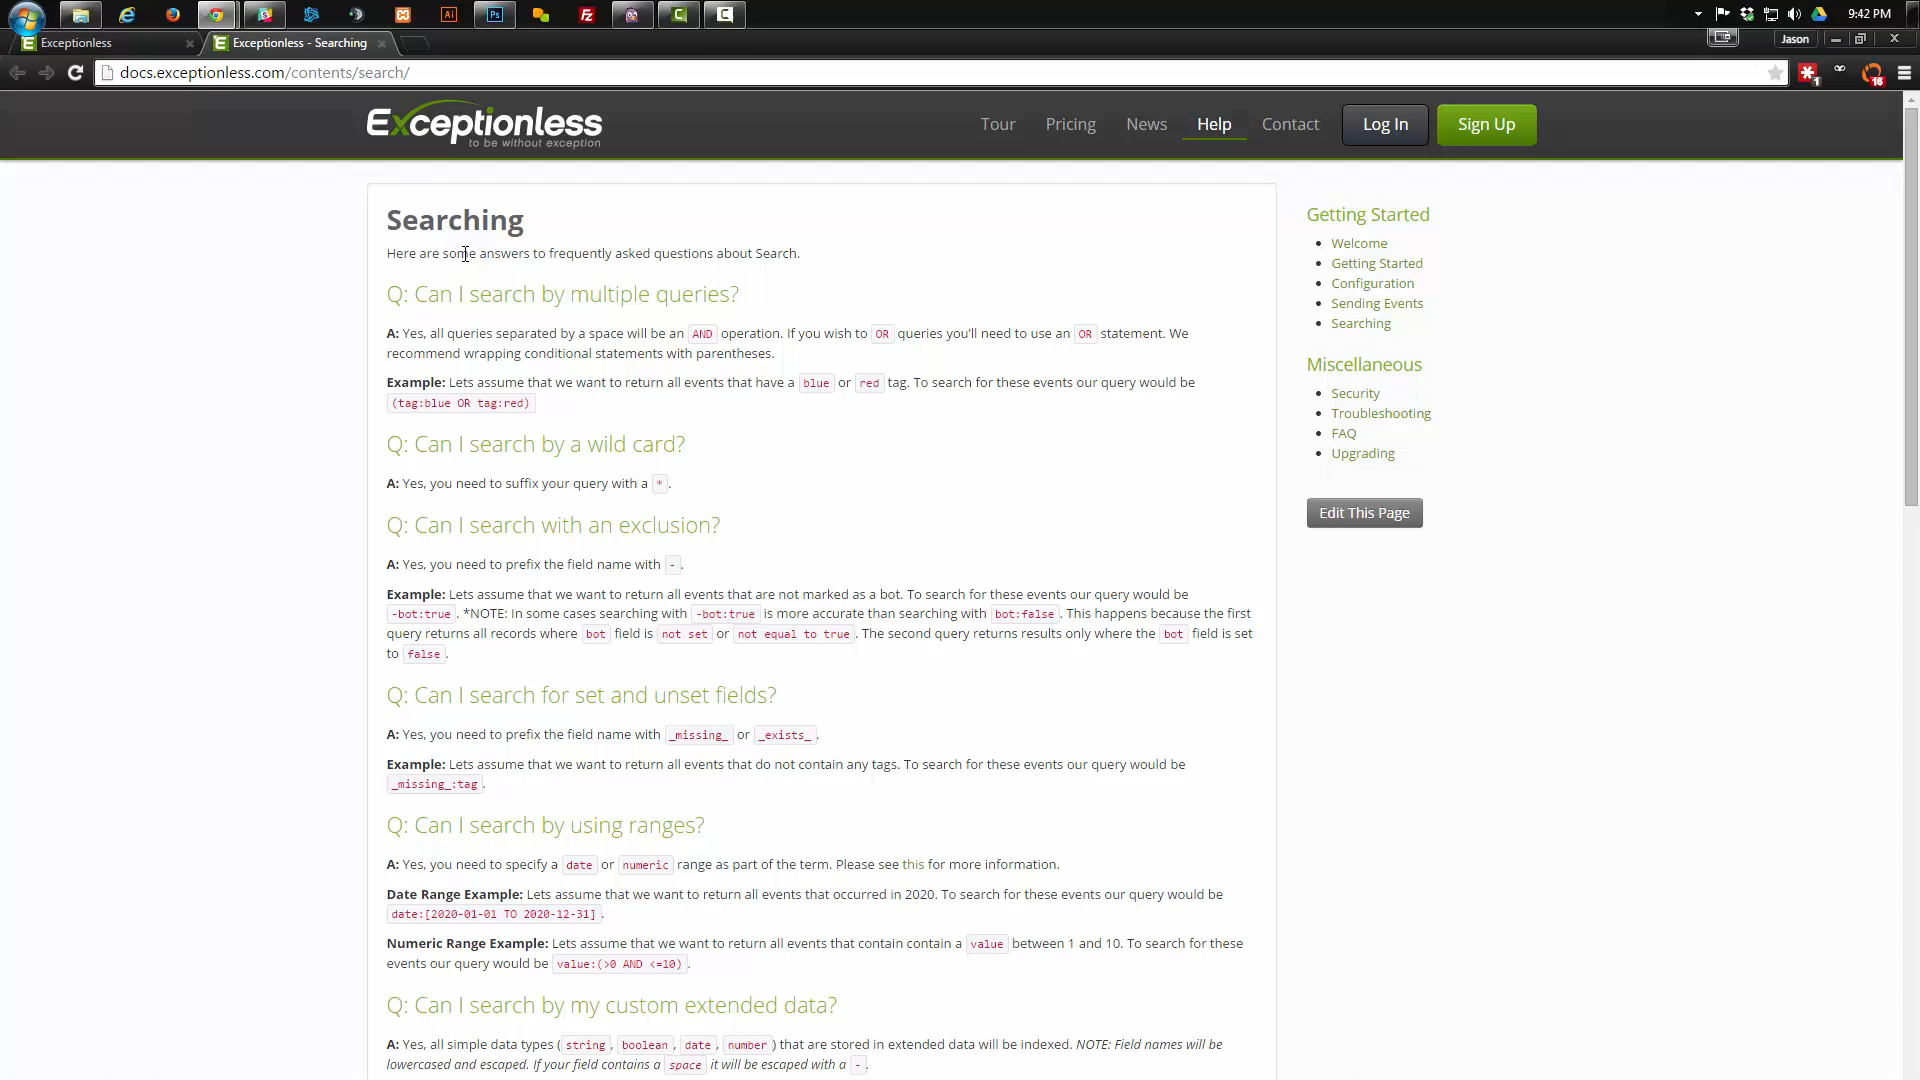 9:42 PM
Exceptionless
Exceptionless - Searching
Jason
docs.exceptionless.com/contents/search/
1
16
Exceptionless
to be without exception
Tour
Pricing
News
Help
Contact
Log In
Sign Up
Searching
Here are some answers to frequently asked questions about Search.
Q: Can I search by multiple queries?
A: Yes, all queries separated by a space will be an AND operation. If you wish to OR queries you'll need to use an OR statement. We
recommend wrapping conditional statements with parentheses.
Example: Lets assume that we want to return all events that have a blue or red tag. To search for these events our query would be
(tag:blue OR tag:red)
Q: Can I search by a wild card?
A: Yes, you need to suffix your query with a *.
Q: Can I search with an exclusion?
A: Yes, you need to prefix the field name with -.
Example: Lets assume that we want to return all events that are not marked as a bot. To search for these events our query would be
-bot:true. *NOTE: In some cases searching with -bot:true is more accurate than searching with bot:false. This happens because the first
query returns all records where bot field is not set or not equal to true. The second query returns results only where the bot field is set
to false.
Q: Can I search for set and unset fields?
A: Yes, you need to prefix the field name with _missing_ or _exists_.
Example: Lets assume that we want to return all events that do not contain any tags. To search for these events our query would be
_missing_:tag.
Q: Can I search by using ranges?
A: Yes, you need to specify a date or numeric range as part of the term. Please see this for more information.
Date Range Example: Lets assume that we want to return all events that occurred in 2020. To search for these events our query would be
date:[2020-01-01 TO 2020-12-31].
Numeric Range Example: Lets assume that we want to return all events that contain contain a value between 1 and 10. To search for these
events our query would be value:(>0 AND <=10).
Q: Can I search by my custom extended data?
A: Yes, all simple data types (string, boolean, date, number) that are stored in extended data will be indexed. NOTE: Field names will be
lowercased and escaped. If your field contains a space it will be escaped with a -.
Getting Started
Welcome
Getting Started
Configuration
Sending Events
Searching
Miscellaneous
Security
Troubleshooting
FAQ
Upgrading
Edit This Page